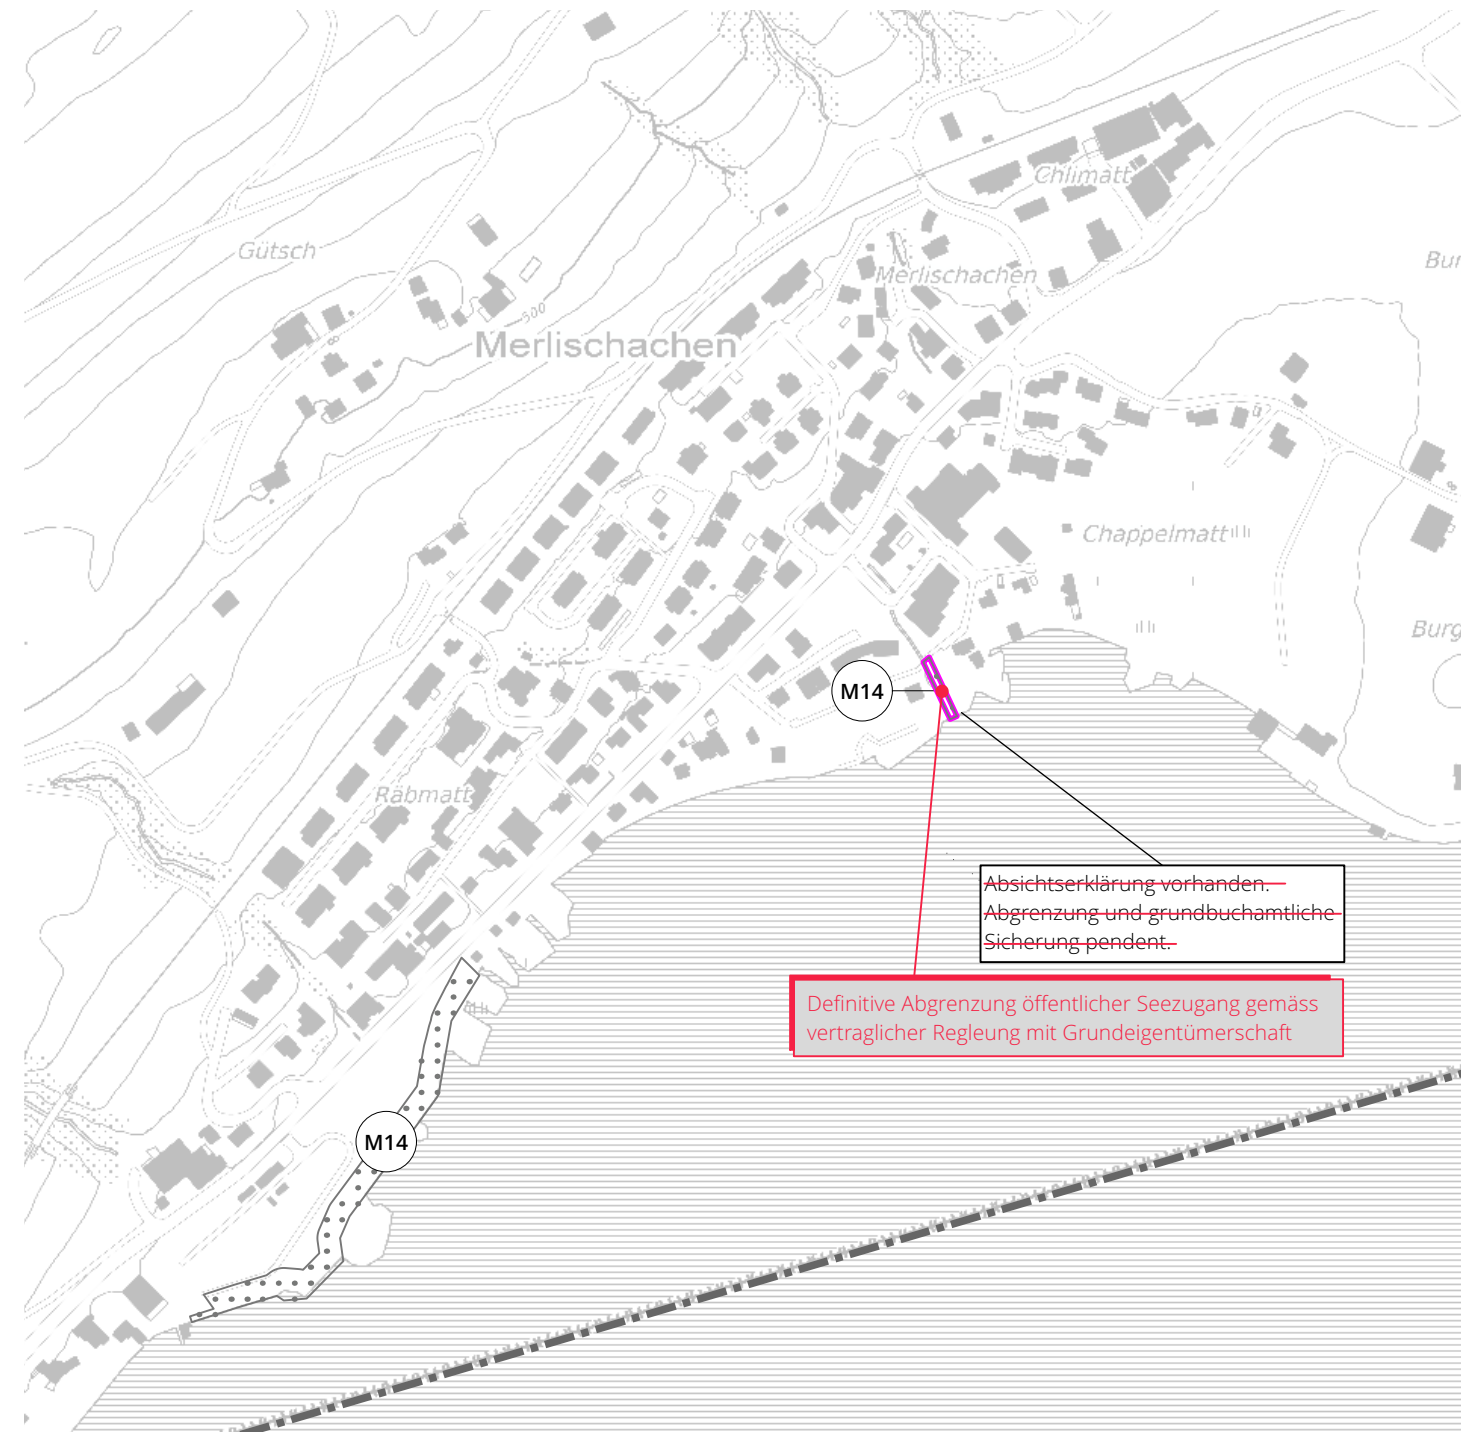 Chlimatt
Gütsch
Merlischachen
Bur
500
Merlischachen
Chappelmatt
Burg
M14
Räbmatt
Absichtserklärung vorhanden.
Abgrenzung und grundbuchamtliche
Sicherung pendent.
Definitive Abgrenzung öffentlicher Seezugang gemäss
vertraglicher Regleung mit Grundeigentümerschaft
M14